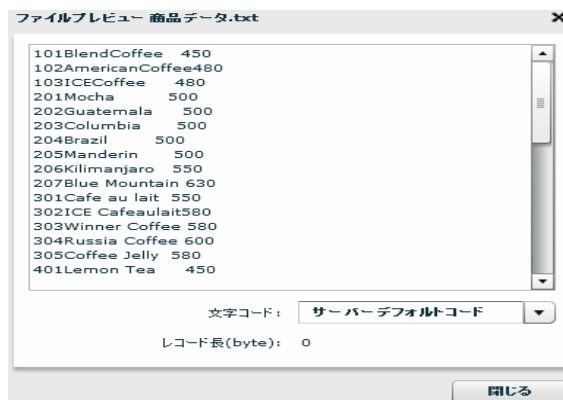 ファイルプレビュー 商品データ.txt
101BlendCoffee   450
102AmericanCoffee480
103ICECoffee     480
201Mocha         500
202Guatemala     500
203Columbia      500
204Brazil        500
205Manderin      500
206Kilimanjaro   550
207Blue Mountain 630
301Cafe au lait  550
302ICE Cafeaulait580
303Winner Coffee 580
304Russia Coffee 600
305Coffee Jelly  580
401Lemon Tea     450
文字コード： サーバーデフォルトコード
レコード長(byte)： 0
閉じる